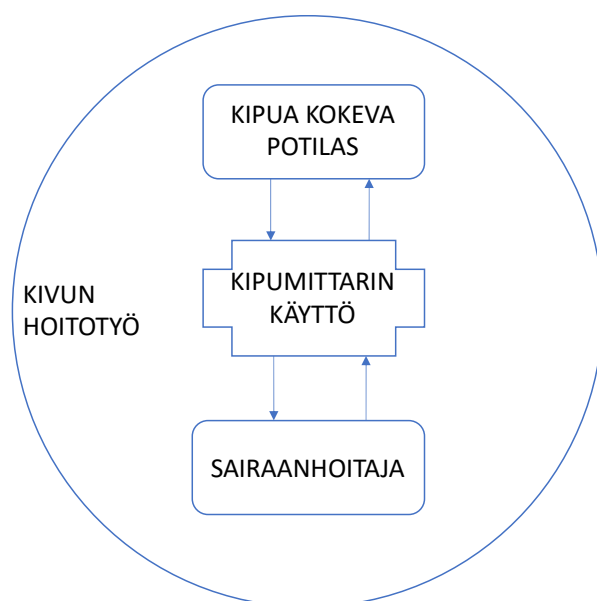 KIPUA KOKEVA
POTILAS
KIPUMITTARIN
KÄYTTÖ
KIVUN
HOITOTYÖ
SAIRAANHOITAJA